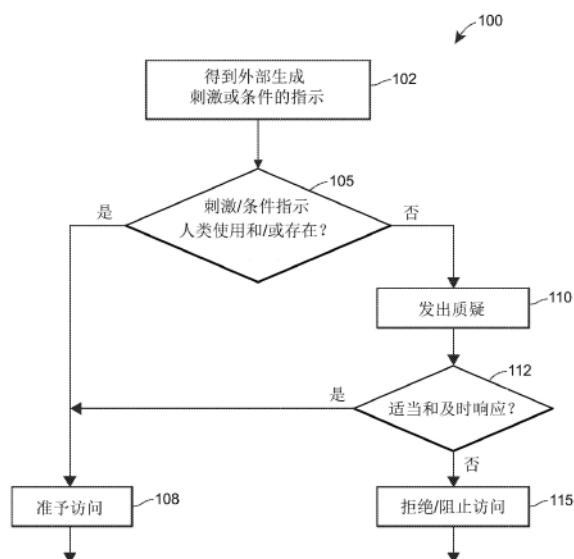 100
得到外部生成
刺激或条件的指示
102
105
刺激/条件指示
人类使用和/或存在？
是
否
发出质疑
110
112
适当和及时响应？
是
否
准予访问
108
拒绝/阻止访问
115